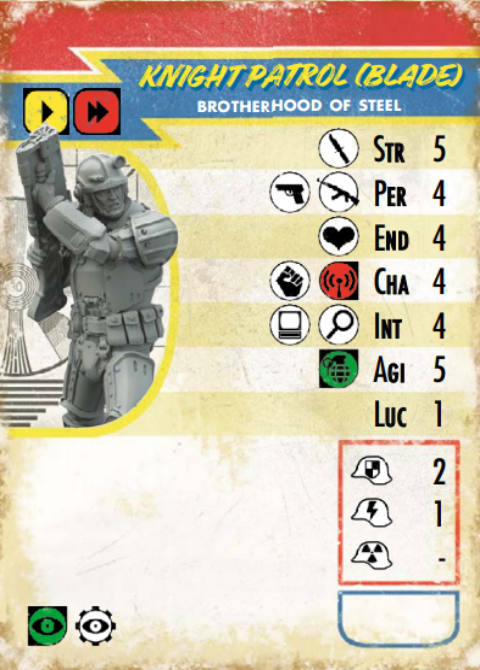 KNIGHT PATROL (BLADE)
BROTHERHOOD OF STEEL
STR 5
PER 4
END 4
CHA 4
INT 4
AGI 5
LUC 1
2
1
-